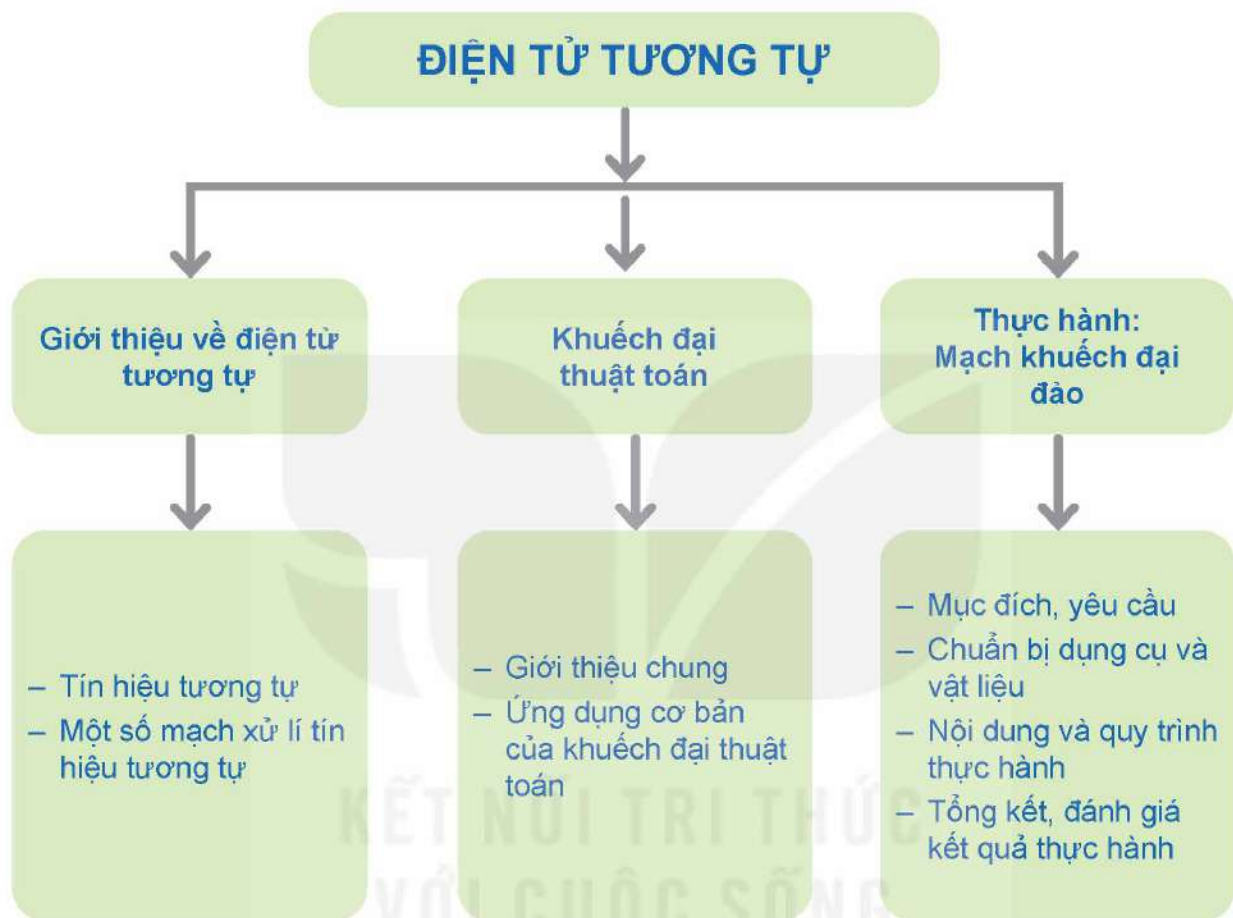 ĐIỆN TỬ TƯƠNG TỰ
Giới thiệu về điện tử
tương tự
Khuếch đại
thuật toán
Thực hành:
Mạch khuếch đại
đảo
– Tín hiệu tương tự
– Một số mạch xử lí tín
hiệu tương tự
– Giới thiệu chung
– Ứng dụng cơ bản
của khuếch đại thuật
toán
– Mục đích, yêu cầu
– Chuẩn bị dụng cụ và
vật liệu
– Nội dung và quy trình
thực hành
– Tổng kết, đánh giá
kết quả thực hành
KẾT NỐI TRI THỨC
VỚI CUỘC SỐNG